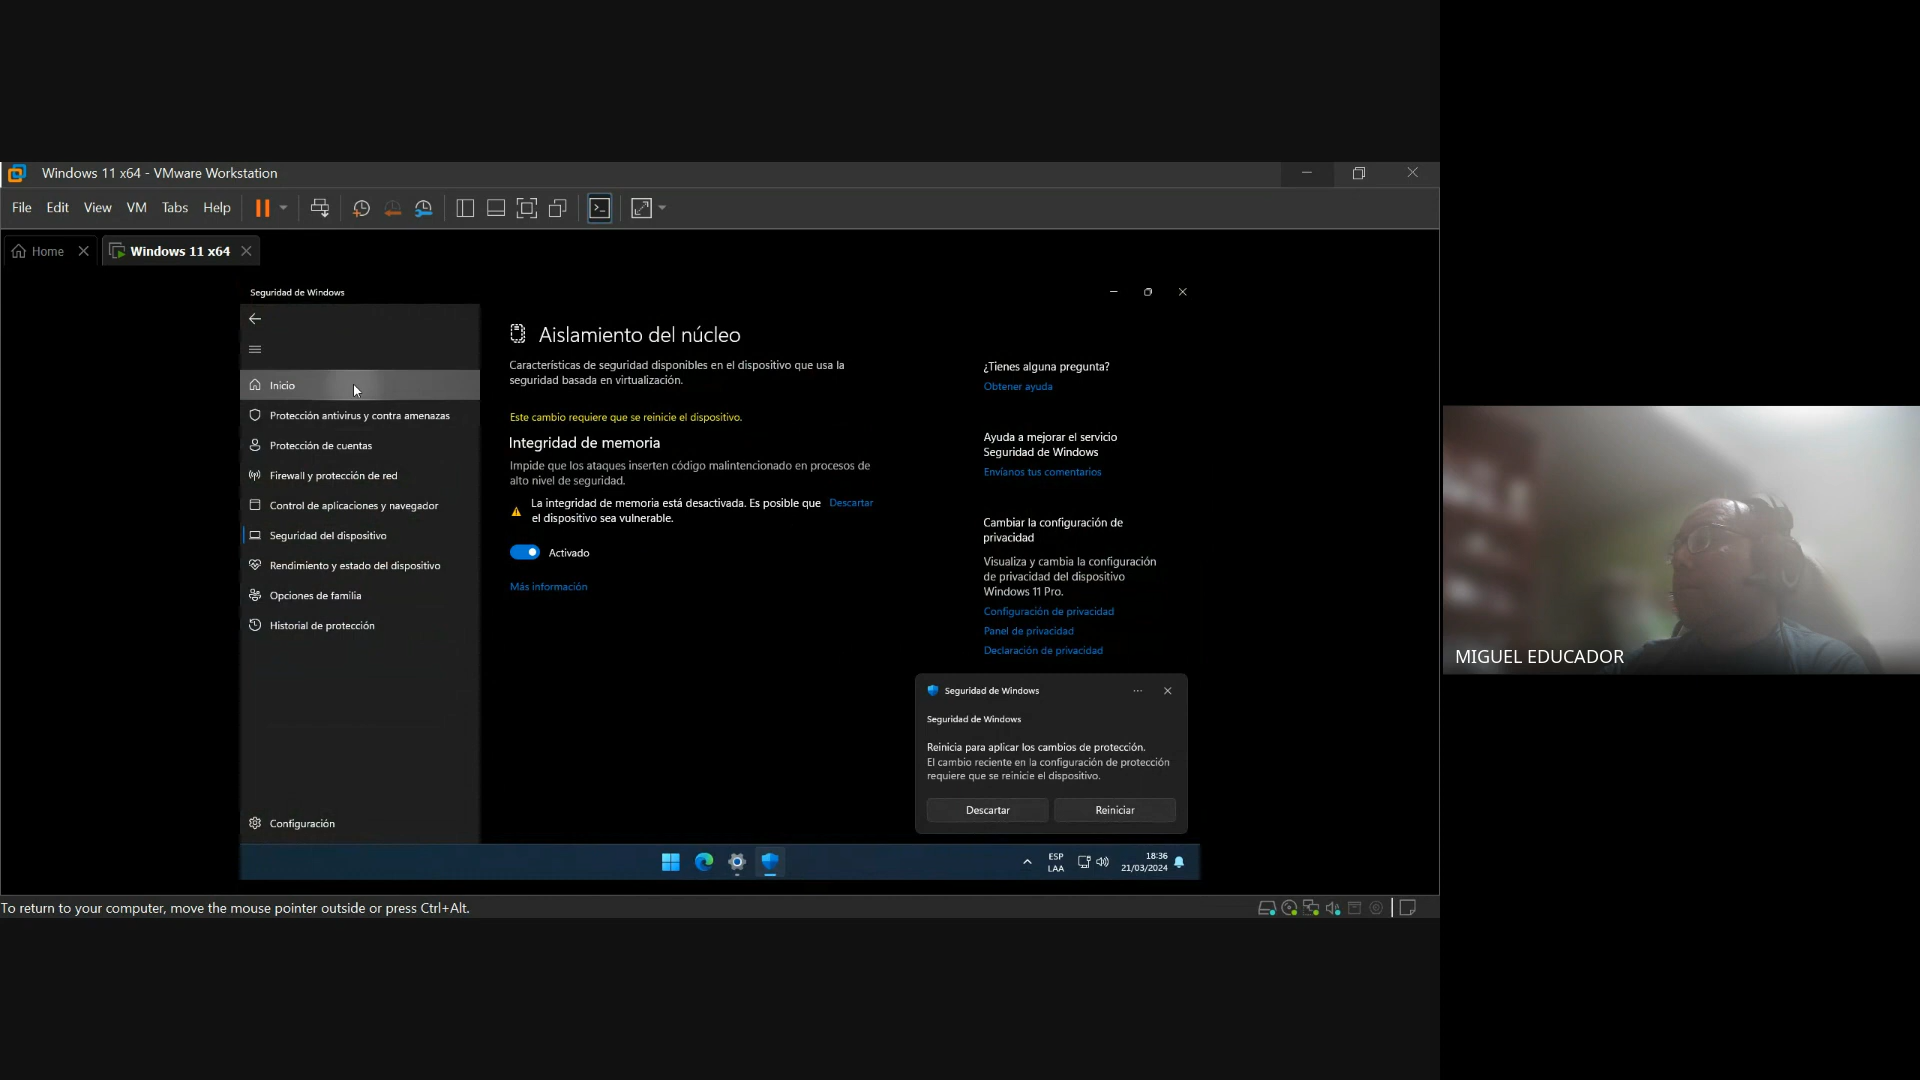 Windows 11 x64 - VMware Workstation
File Edit View VM Tabs Help
Home
Windows 11 x64
Seguridad de Windows
Inicio
Protección antivirus y contra amenazas
Protección de cuentas
Firewall y protección de red
Control de aplicaciones y navegador
Seguridad del dispositivo
Rendimiento y estado del dispositivo
Opciones de familia
Historial de protección
Configuración
Aislamiento del núcleo
Características de seguridad disponibles en el dispositivo que usa la
seguridad basada en virtualización.
Este cambio requiere que se reinicie el dispositivo.
Integridad de memoria
Impide que los ataques inserten código malintencionado en procesos de
alto nivel de seguridad.
La integridad de memoria está desactivada. Es posible que Descartar
el dispositivo sea vulnerable.
Activado
Más información
¿Tienes alguna pregunta?
Obtener ayuda
Ayuda a mejorar el servicio
Seguridad de Windows
Envíanos tus comentarios
Cambiar la configuración de
privacidad
Visualiza y cambia la configuración
de privacidad del dispositivo
Windows 11 Pro.
Configuración de privacidad
Panel de privacidad
Declaración de privacidad
Seguridad de Windows
Seguridad de Windows
Reinicia para aplicar los cambios de protección.
El cambio reciente en la configuración de protección
requiere que se reinicie el dispositivo.
Descartar Reiniciar
ESP
LAA
18:36
21/03/2024
To return to your computer, move the mouse pointer outside or press Ctrl+Alt.
MIGUEL EDUCADOR